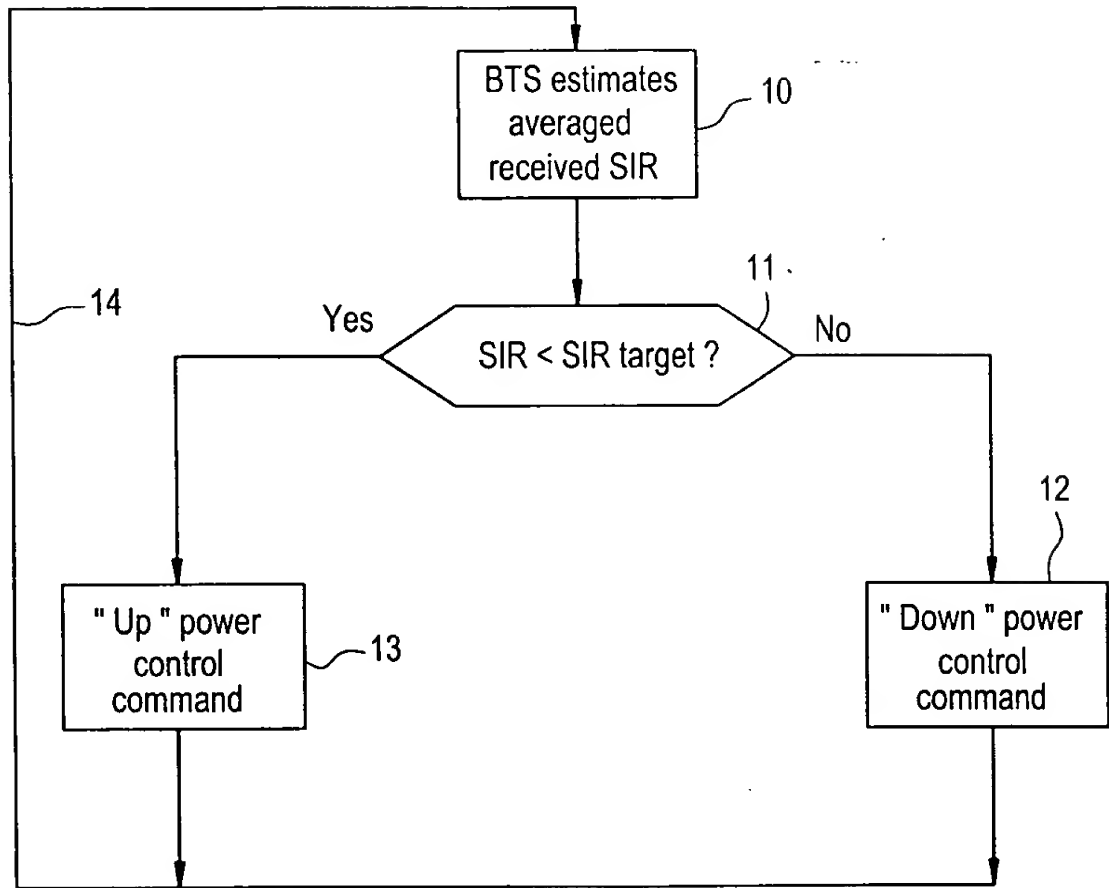 BTS estimates
averaged
received SIR
10
11
14
Yes
SIR < SIR target ?
No
12
" Up " power
control
command
13
" Down " power
control
command